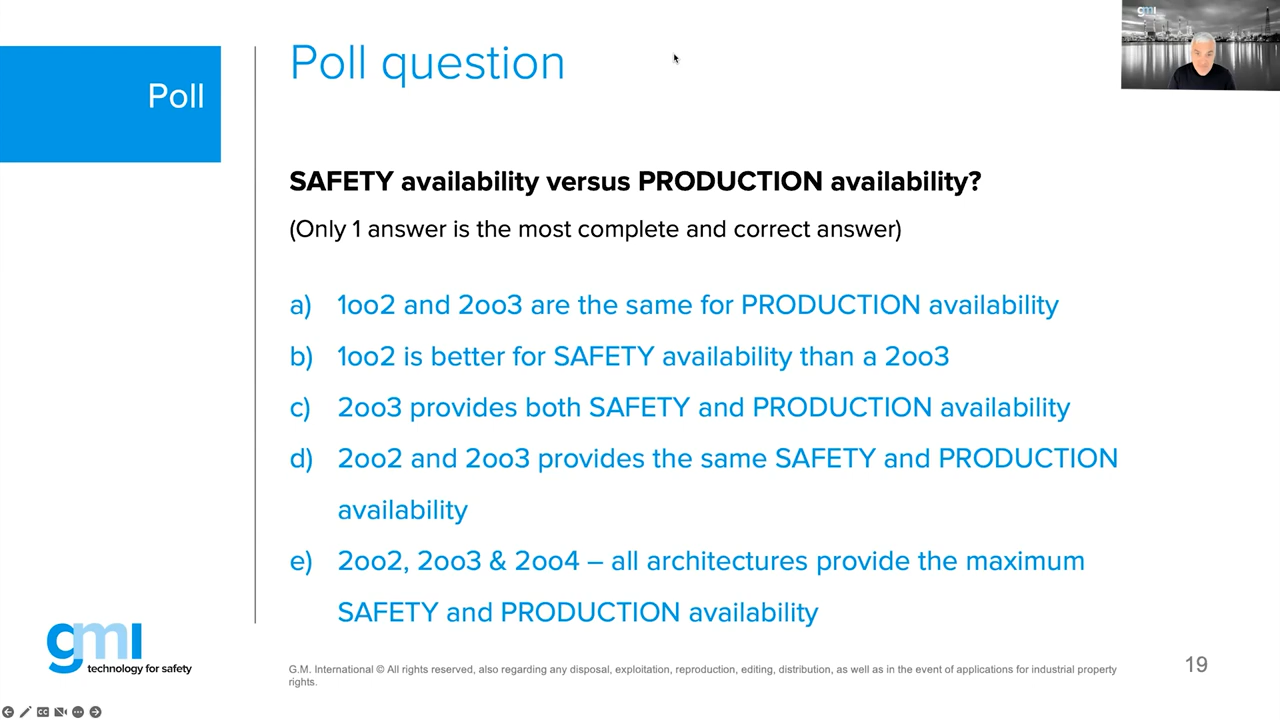 Poll
Poll question
gmi
SAFETY availability versus PRODUCTION availability?
(Only 1 answer is the most complete and correct answer)
a) 1oo2 and 2oo3 are the same for PRODUCTION availability
b) 1oo2 is better for SAFETY availability than a 2oo3
c) 2oo3 provides both SAFETY and PRODUCTION availability
d) 2oo2 and 2oo3 provides the same SAFETY and PRODUCTION
availability
e) 2oo2, 2oo3 & 2oo4 – all architectures provide the maximum
SAFETY and PRODUCTION availability
gmi
technology for safety
G.M. International © All rights reserved, also regarding any disposal, exploitation, reproduction, editing, distribution, as well as in the event of applications for industrial property
rights.
19